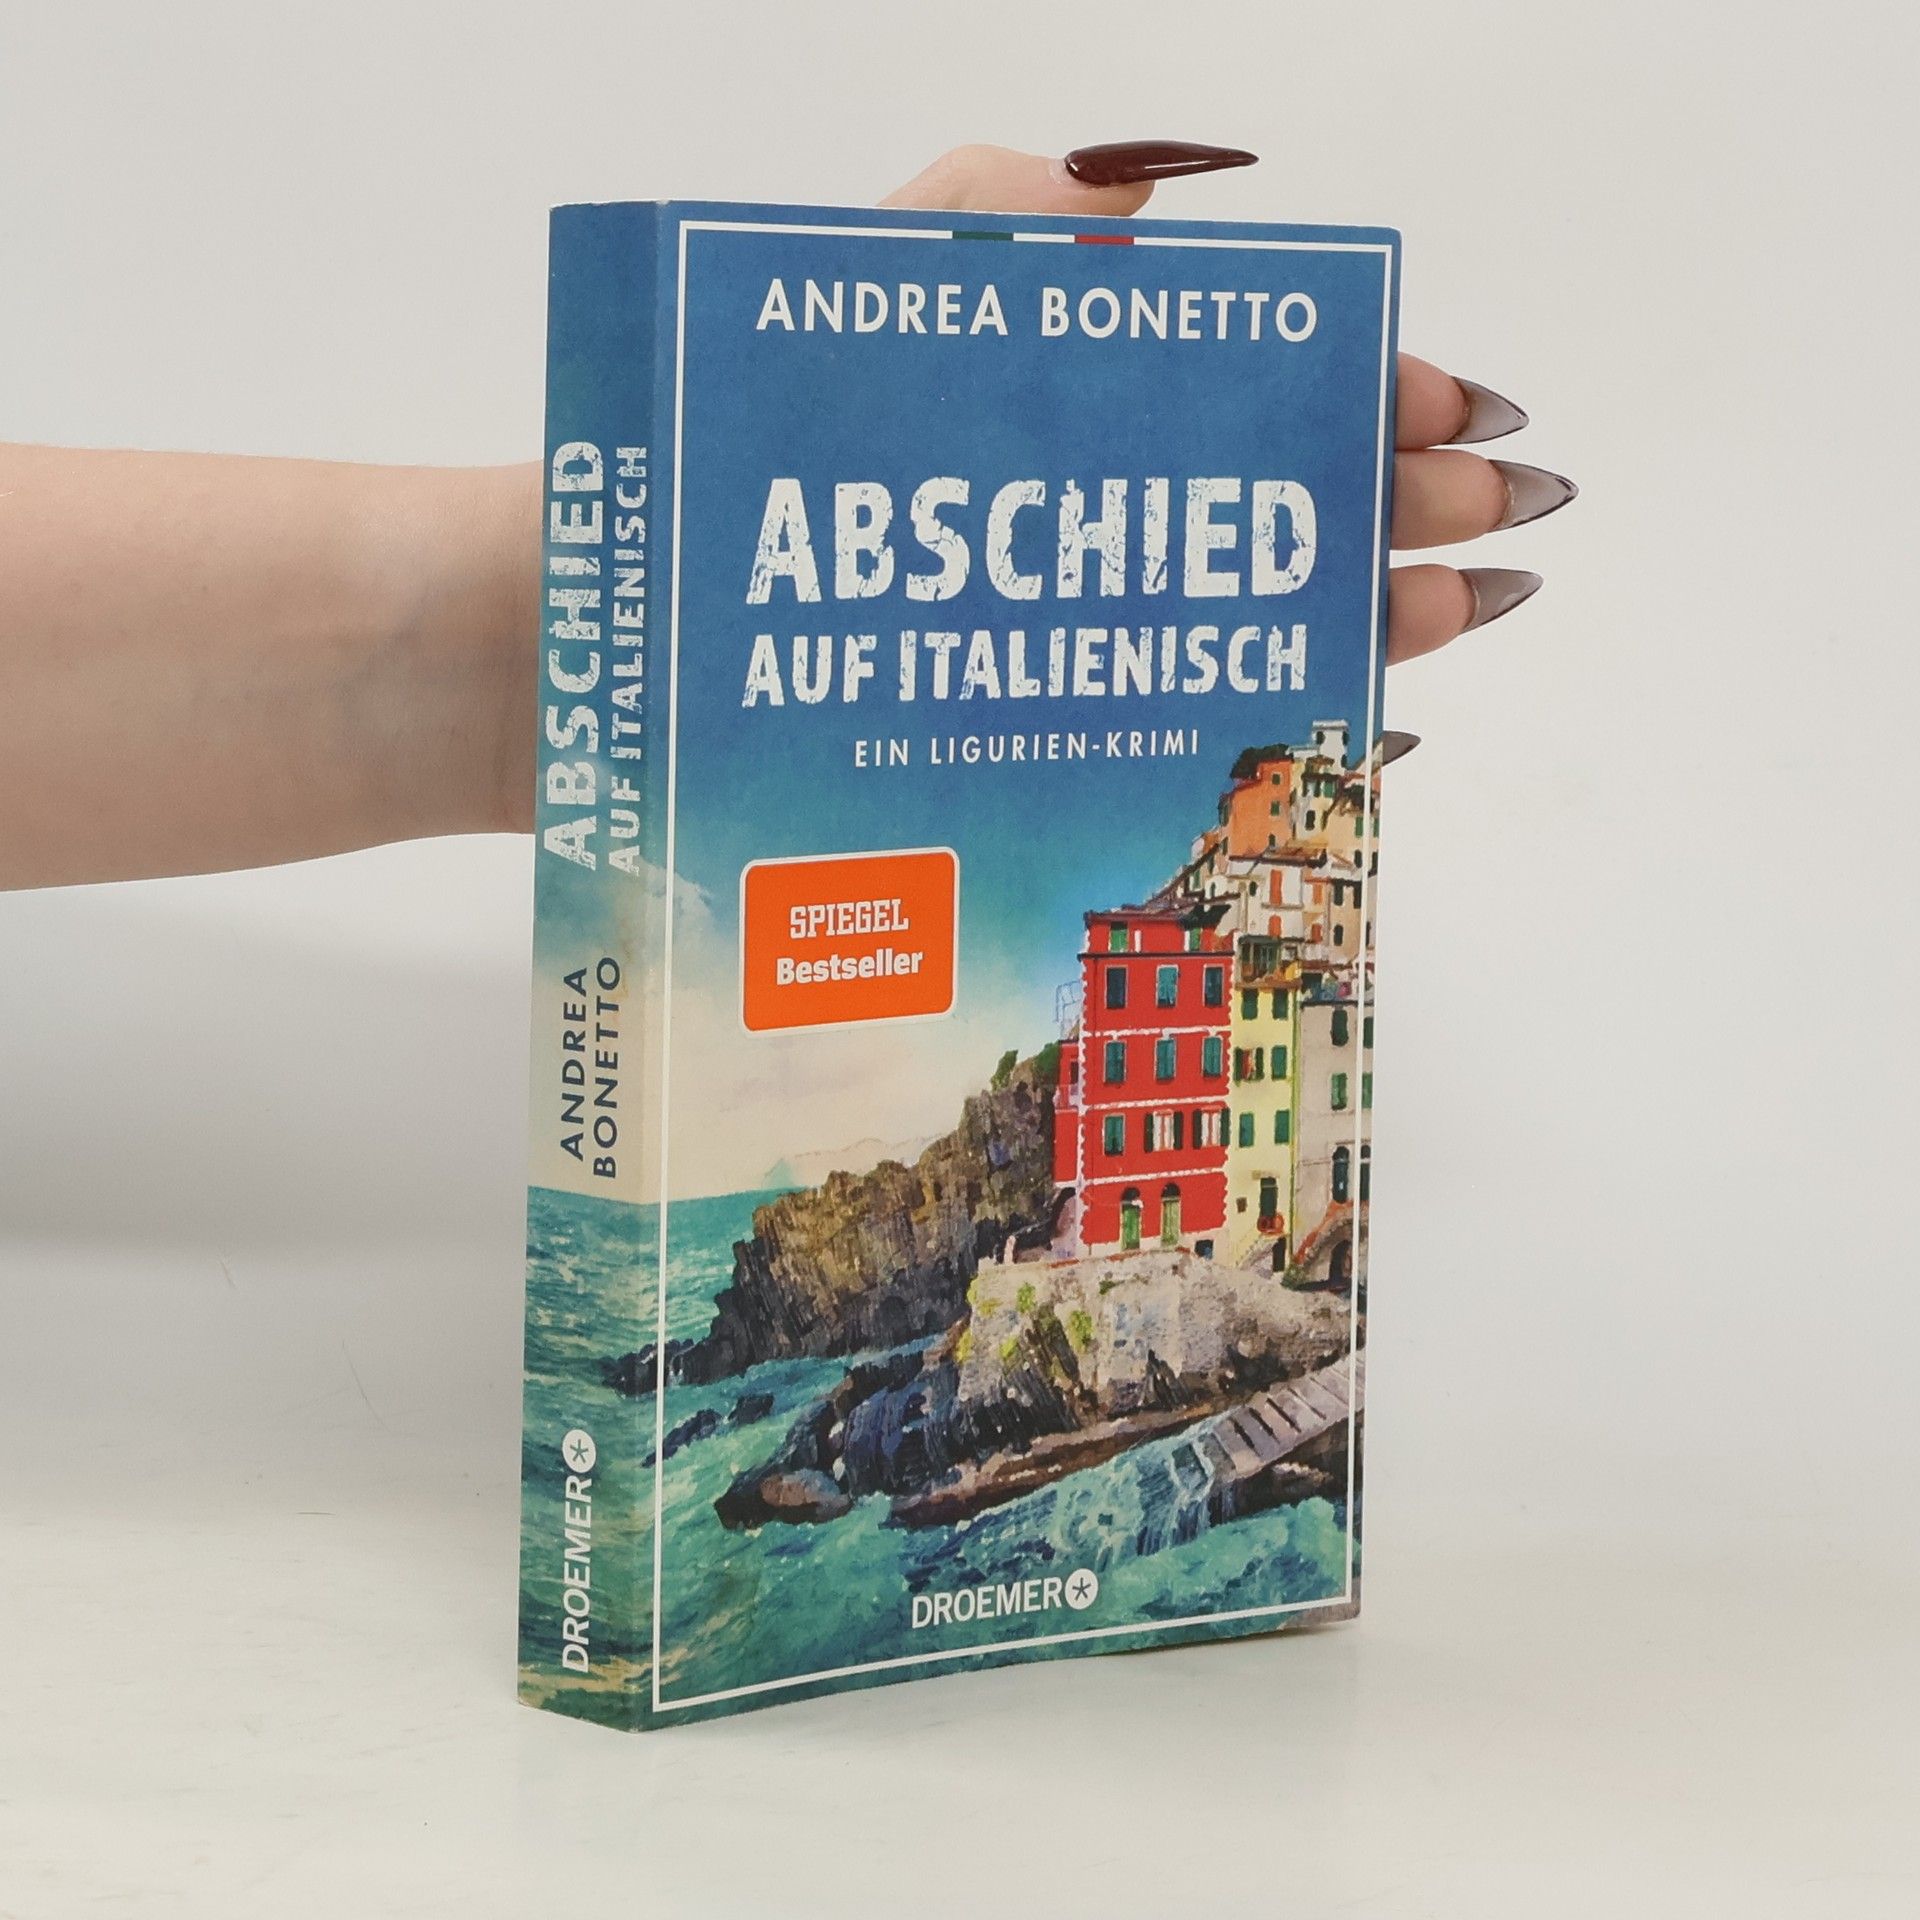 ANDREA BONETTO
ABSCHIED
AUF ITALIENISCH
EIN LIGURIEN-KRIMI
SPIEGEL
Bestseller
DROEMER
ABSCHIED
AUF ITALIENISCH
ANDREA
BONETTO
DROEMER